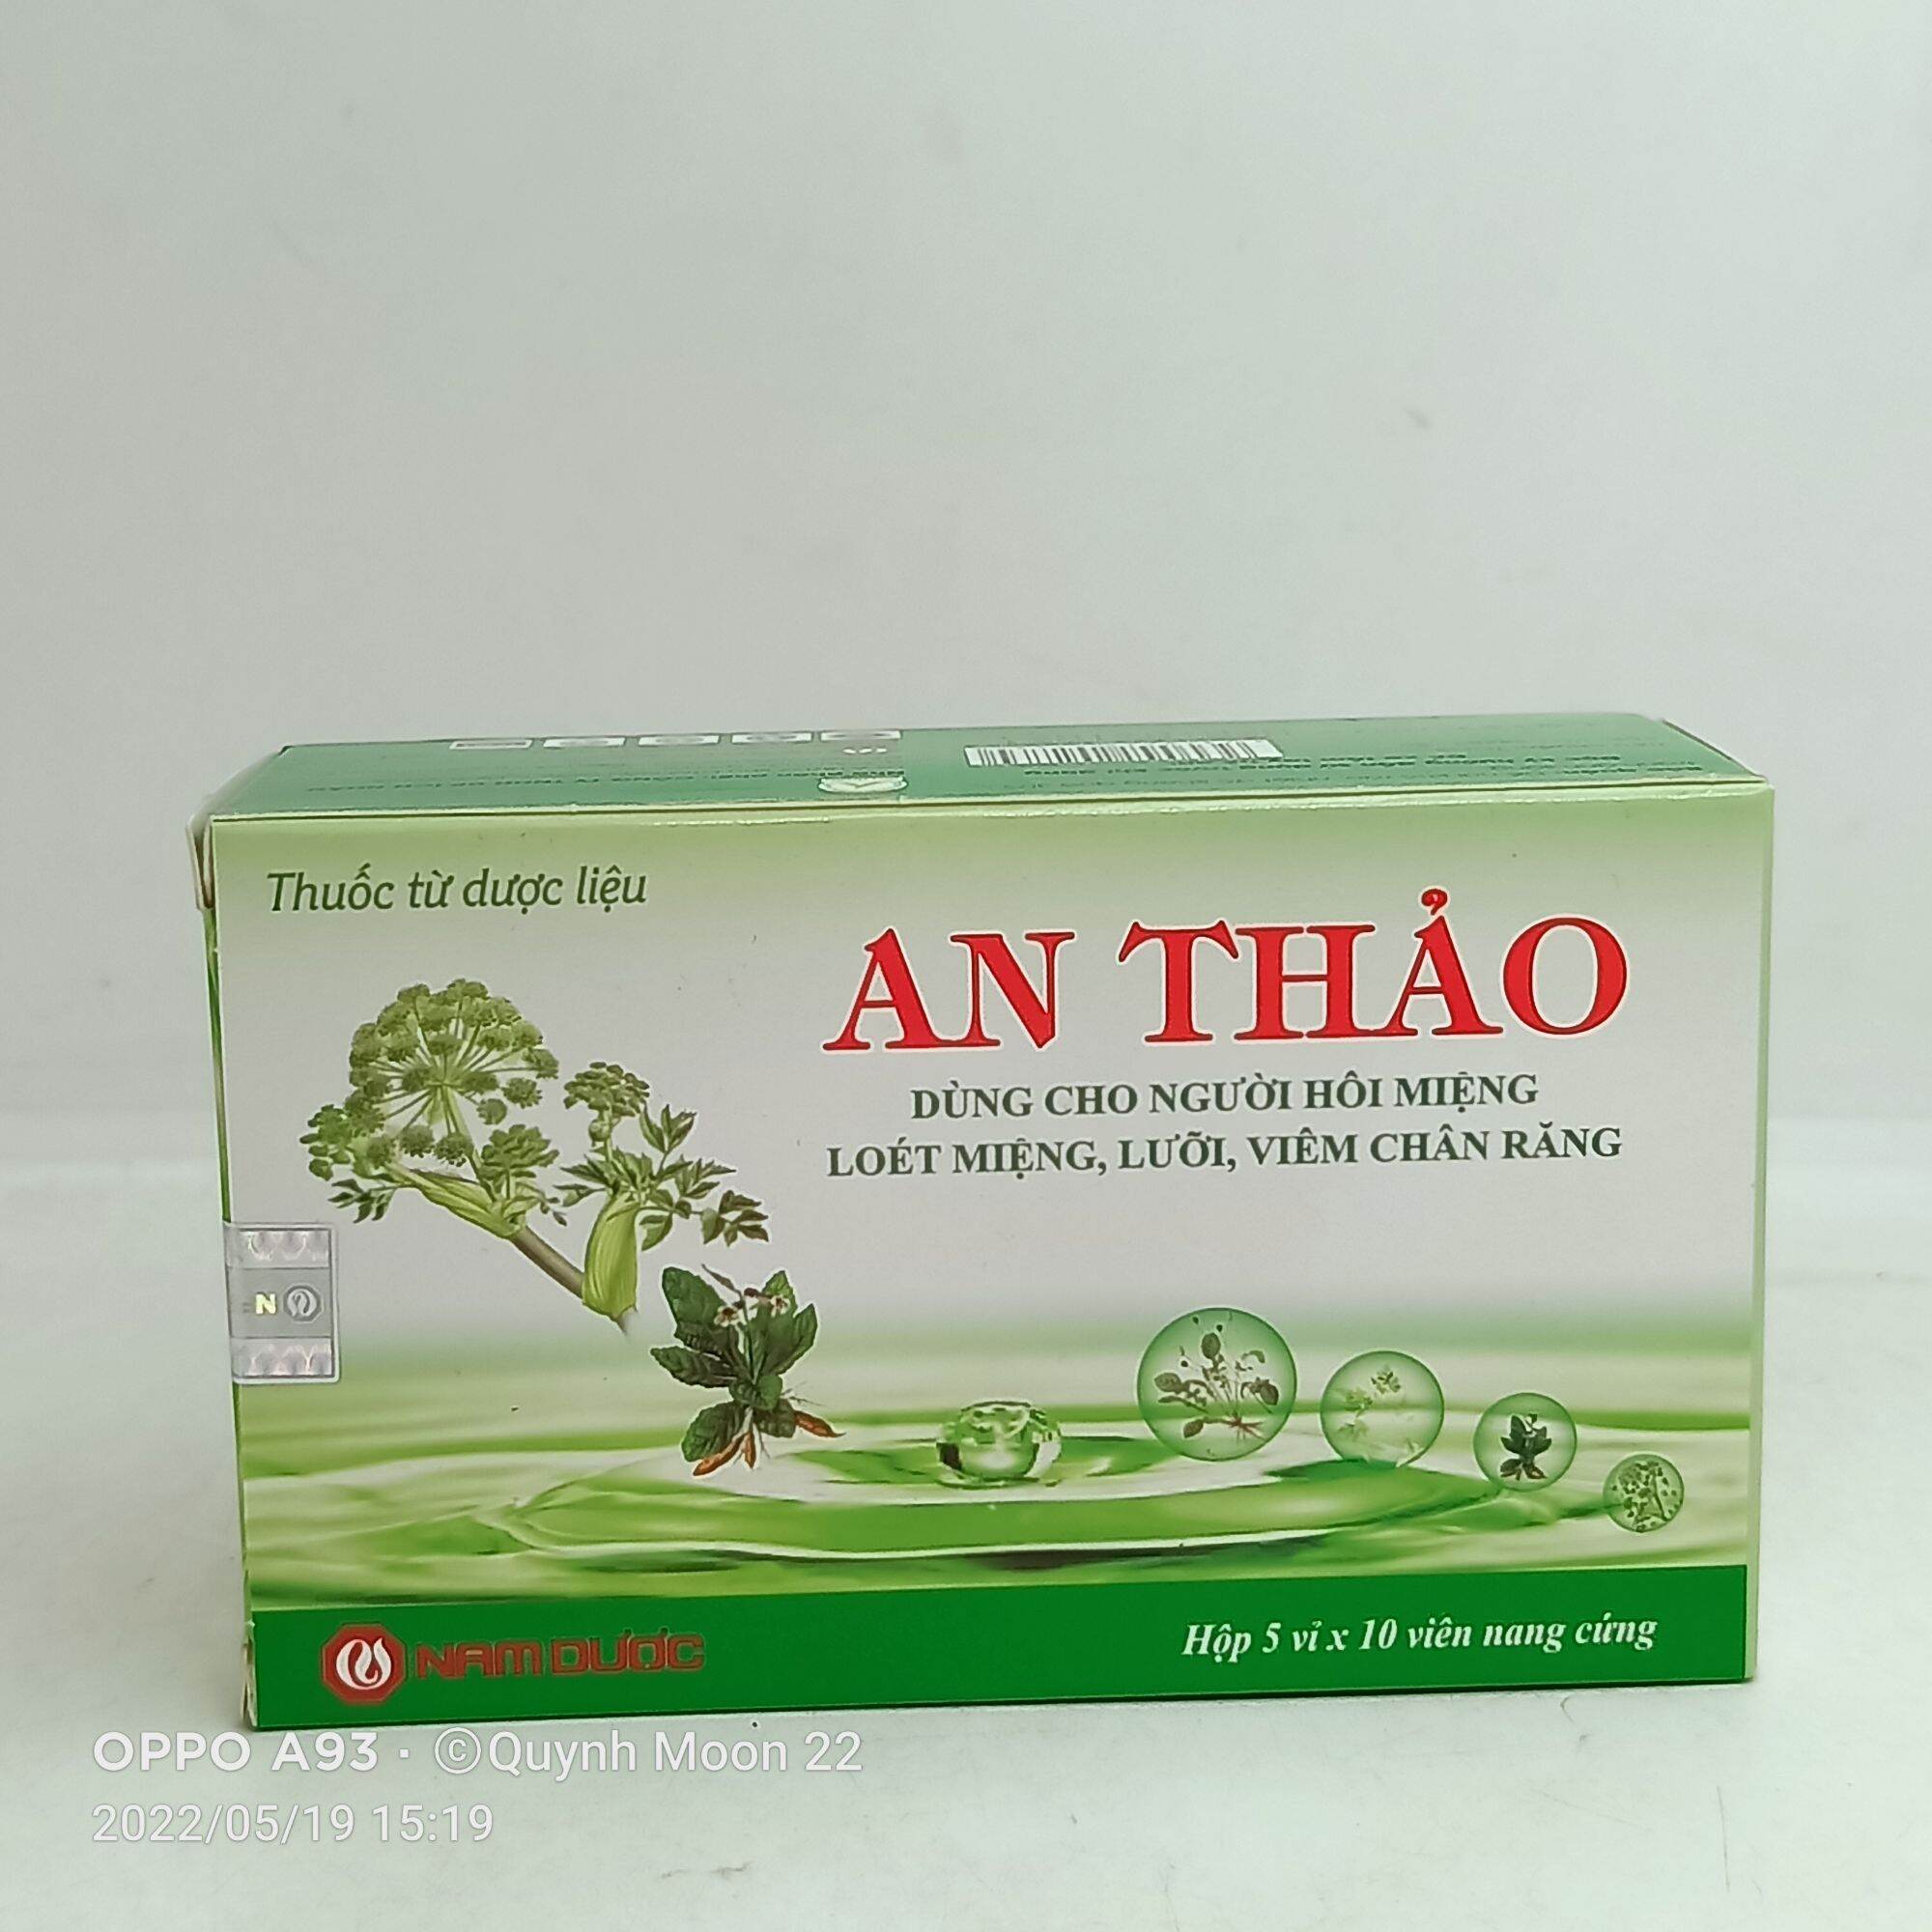 Thuốc từ dược liệu
AN THẢO
DÙNG CHO NGƯỜI HÔI MIỆNG
LOÉT MIỆNG, LƯỠI, VIÊM CHÂN RĂNG
N
NAM DƯỢC
Hộp 5 vỉ x 10 viên nang cứng
OPPO A93 · ©Quynh Moon 22
2022/05/19 15:19